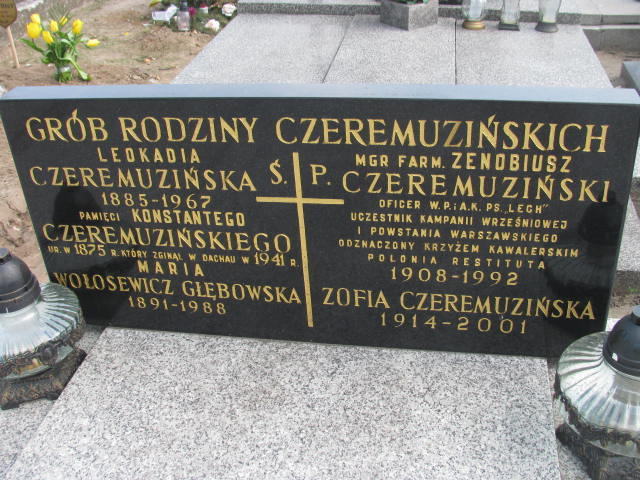 GRÓB RODZINY CZEREMUZIŃSKICH
LEOKADIA
CZEREMUZIŃSKA
1885-1967
PAMIĘCI KONSTANTEGO
CZEREMUZIŃSKIEGO
UR. W 1875 R. KTÓRY ZGINĄŁ W DACHAU W 1941 R.
MARIA
WOŁOSEWICZ GŁĘBOWSKA
1891-1988
Ś. P.
MGR FARM. ZENOBIUSZ
CZEREMUZIŃSKI
OFICER W.P. i A.K. PS. „LECH"
UCZESTNIK KAMPANII WRZEŚNIOWEJ
I POWSTANIA WARSZAWSKIEGO
ODZNACZONY KRZYŻEM KAWALERSKIM
POLONIA RESTITUTA
1908-1992
ZOFIA CZEREMUZIŃSKA
1914-2001